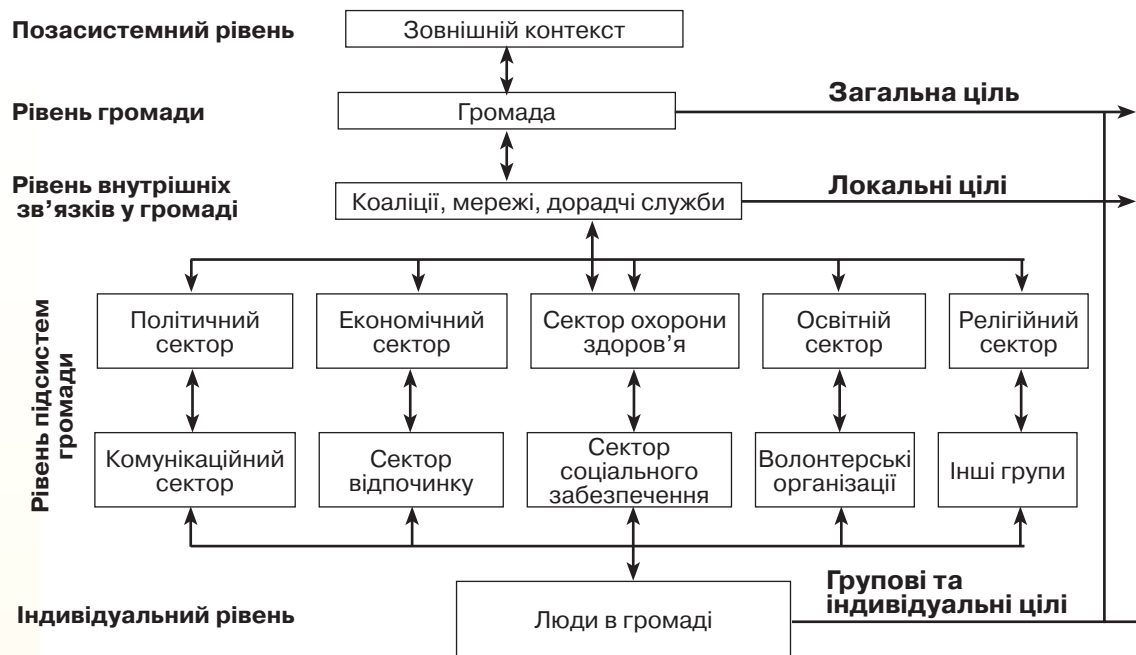 Позасистемний рівень
Зовнішній контекст
Рівень громади
Громада
Загальна ціль
Рівень внутрішніх
зв’язків у громаді
Коаліції, мережі, дорадчі служби
Локальні цілі
Рівень підсистем
громади
Політичний
сектор
Економічний
сектор
Сектор охорони
здоров’я
Освітній
сектор
Релігійний
сектор
Комунікаційний
сектор
Сектор
відпочинку
Сектор
соціального
забезпечення
Волонтерські
організації
Інші групи
Індивідуальний рівень
Люди в громаді
Групові та
індивідуальні цілі